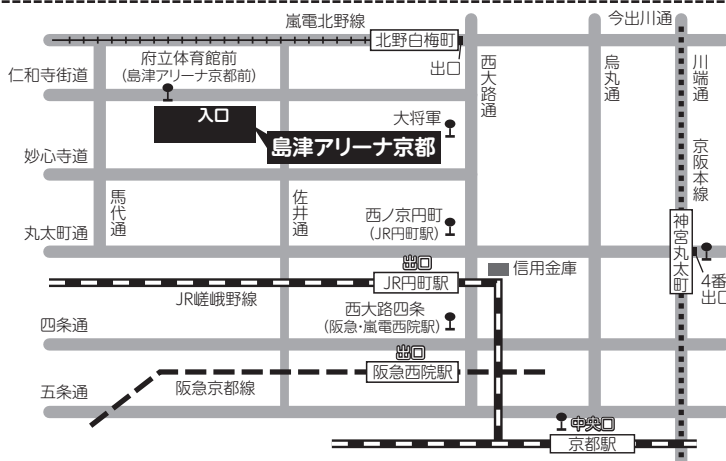 嵐電北野線
今出川通
北野白梅町
出口
仁和寺街道
府立体育館前
(島津アリーナ京都前)
西大路通
烏丸通
川端通
入口
大将軍
島津アリーナ京都
妙心寺道
京阪本線
馬代通
佐井通
西ノ京円町
(JR円町駅)
丸太町通
神宮丸太町
4番
出口
出口
JR円町駅
信用金庫
JR嵯峨野線
西大路四条
(阪急・嵐電西院駅)
四条通
出口
阪急西院駅
阪急京都線
五条通
中央口
京都駅